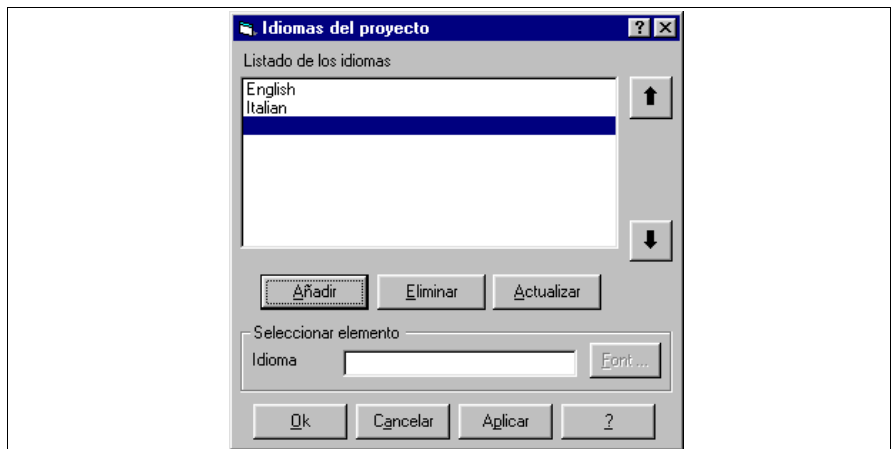 Idiomas del proyecto ? ×
Listado de los idiomas
English
Italian
Añadir Eliminar Actualizar
Seleccionar elemento
Idioma Font ...
Ok Cancelar Aplicar ?